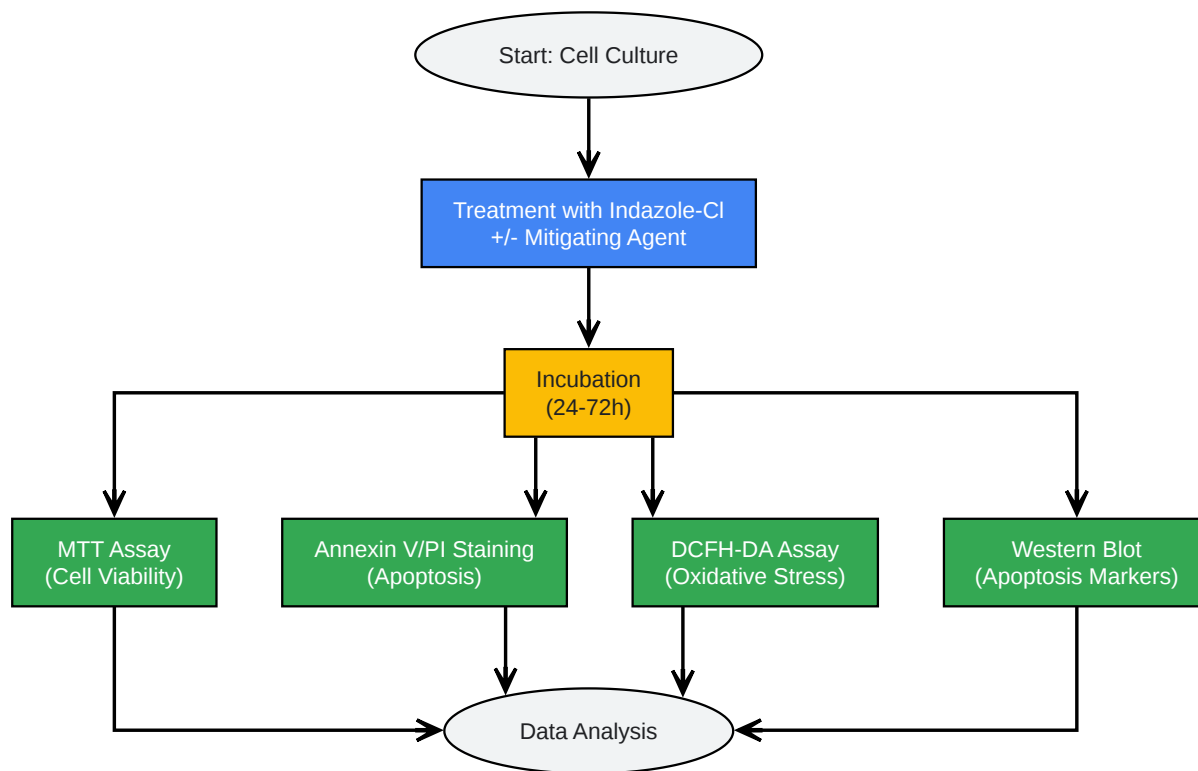 Start: Cell Culture
Treatment with Indazole-Cl
+/- Mitigating Agent
Incubation
(24-72h)
MTT Assay
(Cell Viability)
Annexin V/PI Staining
(Apoptosis)
DCFH-DA Assay
(Oxidative Stress)
Western Blot
(Apoptosis Markers)
Data Analysis